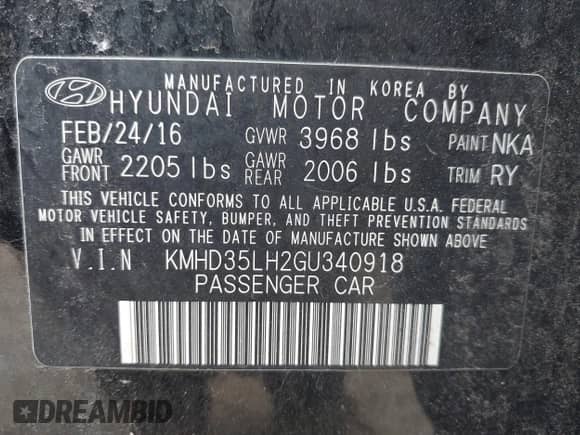 MANUFACTURED IN KOREA BY
HYUNDAI MOTOR COMPANY
FEB/24/16 GVWR 3968 lbs PAINT NKA
GAWR FRONT 2205 lbs GAWR REAR 2006 lbs TRIM RY
THIS VEHICLE CONFORMS TO ALL APPLICABLE U.S.A. FEDERAL
MOTOR VEHICLE SAFETY, BUMPER, AND THEFT PREVENTION STANDARDS
IN EFFECT ON THE DATE OF MANUFACTURE SHOWN ABOVE
V.I.N KMHD35LH2GU340918
PASSENGER CAR
DREAMBID